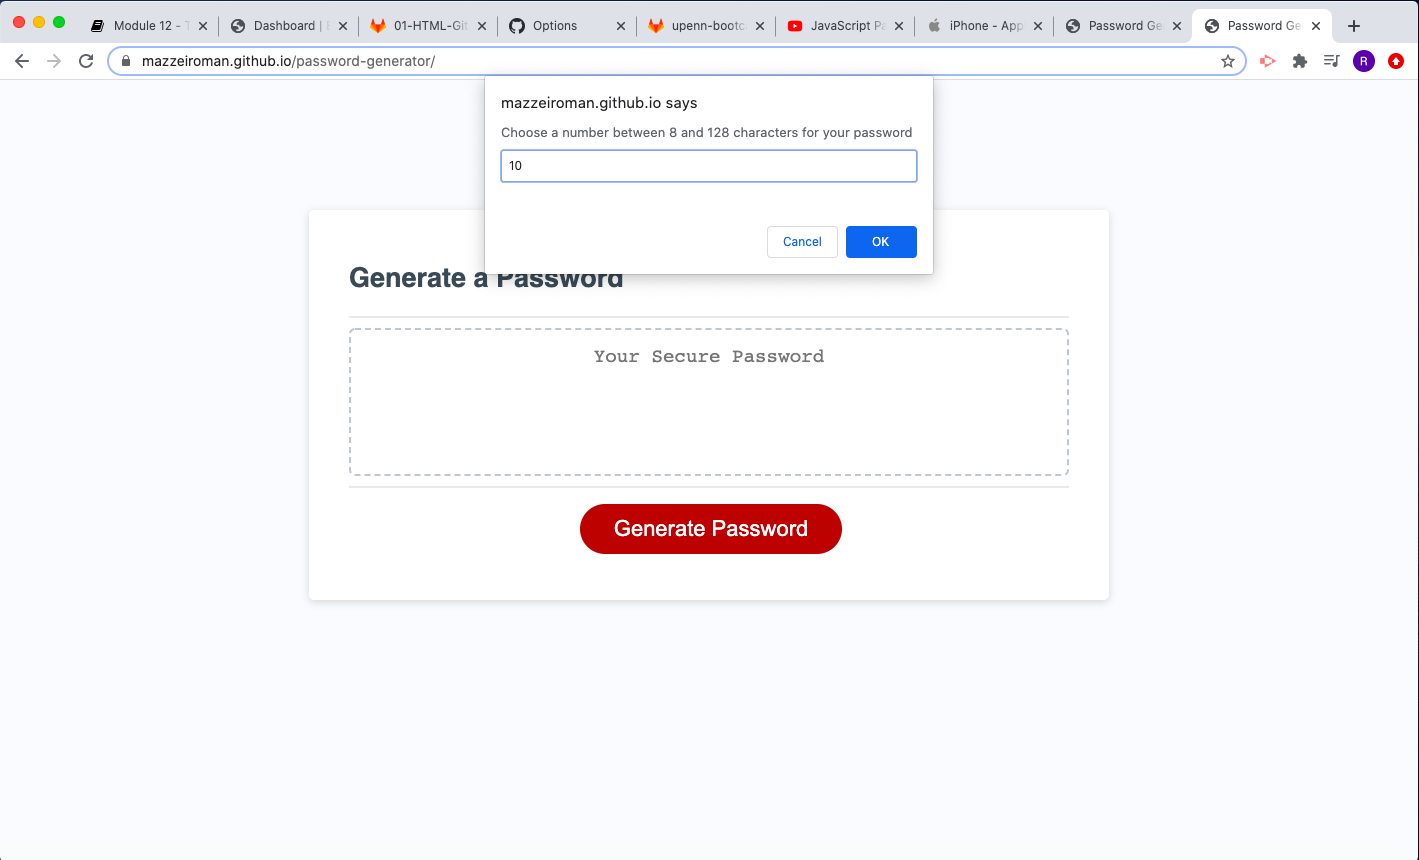 Module 12 - T
Dashboard | E
01-HTML-Git
Options
upenn-bootc
JavaScript Pa
iPhone - App
Password Ge
Password Ge
mazzeiroman.github.io/password-generator/
R
mazzeiroman.github.io says
Choose a number between 8 and 128 characters for your password
10
Cancel
OK
Generate a Password
Your Secure Password
Generate Password